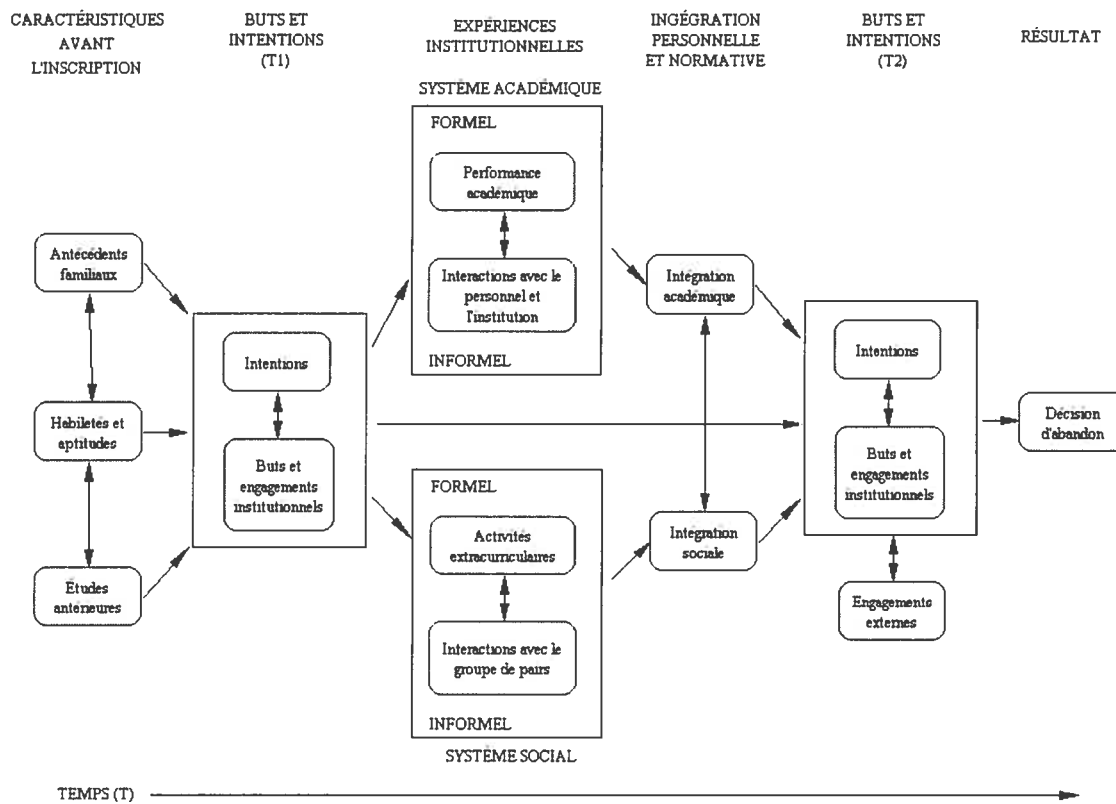 CARACTÉRISTIQUES
AVANT
L'INSCRIPTION
BUTS ET
INTENTIONS
(T1)
EXPÉRIENCES
INSTITUTIONNELLES
INGÉGRATION
PERSONNELLE
ET NORMATIVE
BUTS ET
INTENTIONS
(T2)
RÉSULTAT
SYSTÈME ACADÉMIQUE
FORMEL
Performance
académique
Interactions avec le
personnel et
l'institution
INFORMEL
Antécédents
familiaux
Habiletés et
aptitudes
Études
antérieures
Intentions
Buts et
engagements
institutionnels
FORMEL
Activités
extracurriculaires
Interactions avec le
groupe de pairs
INFORMEL
SYSTÈME SOCIAL
Intégration
académique
Intégration
sociale
Intentions
Buts et
engagements
institutionnels
Engagements
externes
Décision
d'abandon
TEMPS (T)